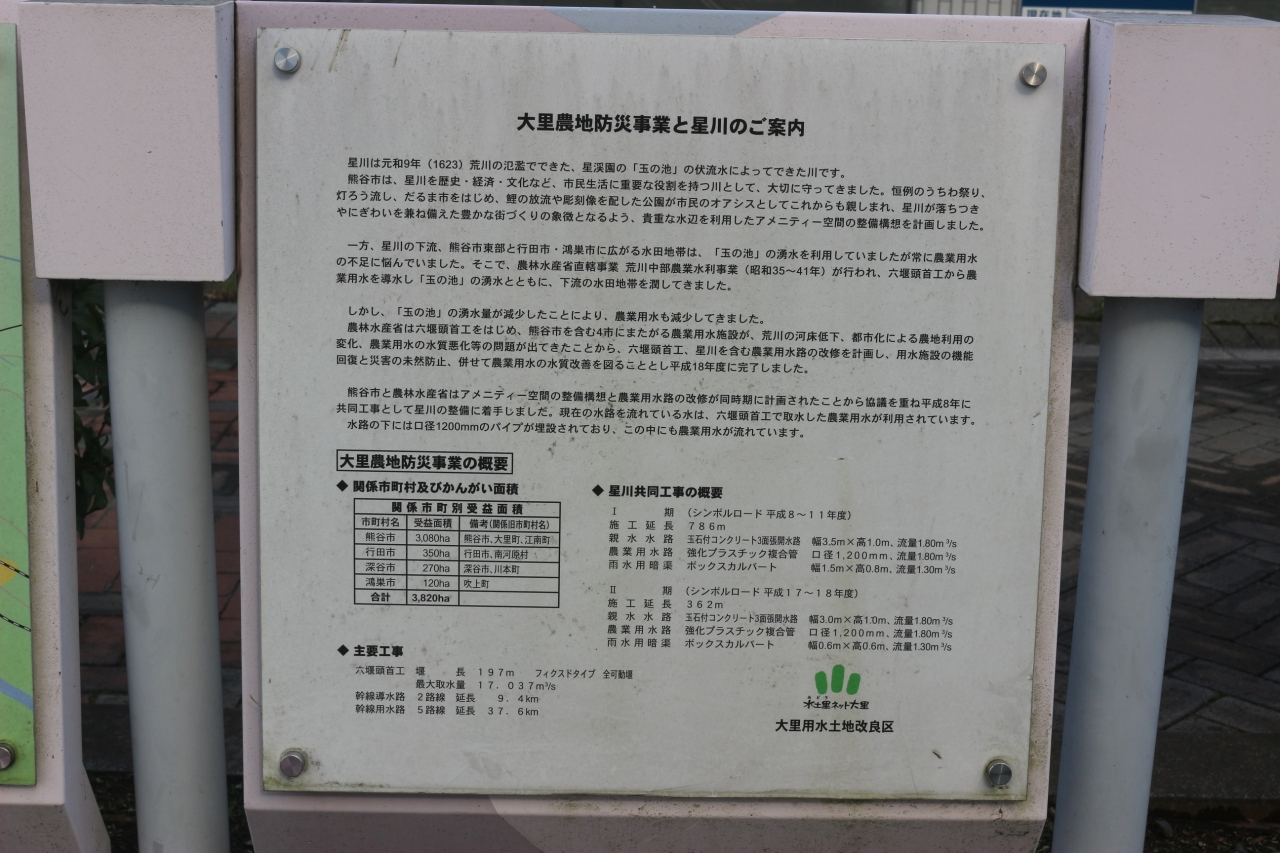 現在地
大里農地防災事業と星川のご案内
星川は元和9年（1623）荒川の氾濫でできた、星渓園の「玉の池」の伏流水によってできた川です。
熊谷市は、星川を歴史・経済・文化など、市民生活に重要な役割を持つ川として、大切に守ってきました。恒例のうちわ祭り、
灯ろう流し、だるま市をはじめ、鯉の放流や彫刻像を配した公園が市民のオアシスとしてこれからも親しまれ、星川が落ちつき
やにぎわいを兼ね備えた豊かな街づくりの象徴となるよう、貴重な水辺を利用したアメニティー空間の整備構想を計画しました。
一方、星川の下流、熊谷市東部と行田市・鴻巣市に広がる水田地帯は、「玉の池」の湧水を利用していましたが常に農業用水
の不足に悩んでいました。そこで、農林水産省直轄事業 荒川中部農業水利事業（昭和35～41年）が行われ、六堰頭首工から農
業用水を導水し「玉の池」の湧水とともに、下流の水田地帯を潤してきました。
しかし、「玉の池」の湧水量が減少したことにより、農業用水も減少してきました。
農林水産省は六堰頭首工をはじめ、熊谷市を含む4市にまたがる農業用水施設が、荒川の河床低下、都市化による農地利用の
変化、農業用水の水質悪化等の問題が出てきたことから、六堰頭首工、星川を含む農業用水路の改修を計画し、用水施設の機能
回復と災害の未然防止、併せて農業用水の水質改善を図ることとし平成18年度に完了しました。
熊谷市と農林水産省はアメニティー空間の整備構想と農業用水路の改修が同時期に計画されたことから協議を重ね平成8年に
共同工事として星川の整備に着手しました。現在の水路を流れている水は、六堰頭首工で取水した農業用水が利用されています。
水路の下には口径1200mmのパイプが埋設されており、この中にも農業用水が流れています。
大里農地防災事業の概要
◆ 関係市町村及びかんがい面積
関係市町別受益面積
市町村名 受益面積 備考(関係旧市町村名)
熊谷市 3,080ha 熊谷市、大里町、江南町
行田市 350ha 行田市、南河原村
深谷市 270ha 深谷市、川本町
鴻巣市 120ha 吹上町
合計 3,820ha
◆ 主要工事
六堰頭首工 堰 長 197m フィクスドタイプ 全可動堰
最大取水量 17.037m³/s
幹線導水路 2路線 延長 9.4km
幹線用水路 5路線 延長 37.6km
◆ 星川共同工事の概要
Ⅰ 期 （シンボルロード 平成8～11年度）
施工延長 786m
親水水路 玉石付コンクリート3面張開水路 幅3.5m×高1.0m、流量1.80m³/s
農業用水路 強化プラスチック複合管 口径1,200mm、流量1.80m³/s
雨水用暗渠 ボックスカルバート 幅1.5m×高0.8m、流量1.30m³/s
Ⅱ 期 （シンボルロード 平成17～18年度）
施工延長 362m
親水水路 玉石付コンクリート3面張開水路 幅3.0m×高1.0m、流量1.80m³/s
農業用水路 強化プラスチック複合管 口径1,200mm、流量1.80m³/s
雨水用暗渠 ボックスカルバート 幅0.6m×高0.6m、流量1.30m³/s
水土里ネット大里
大里用水土地改良区